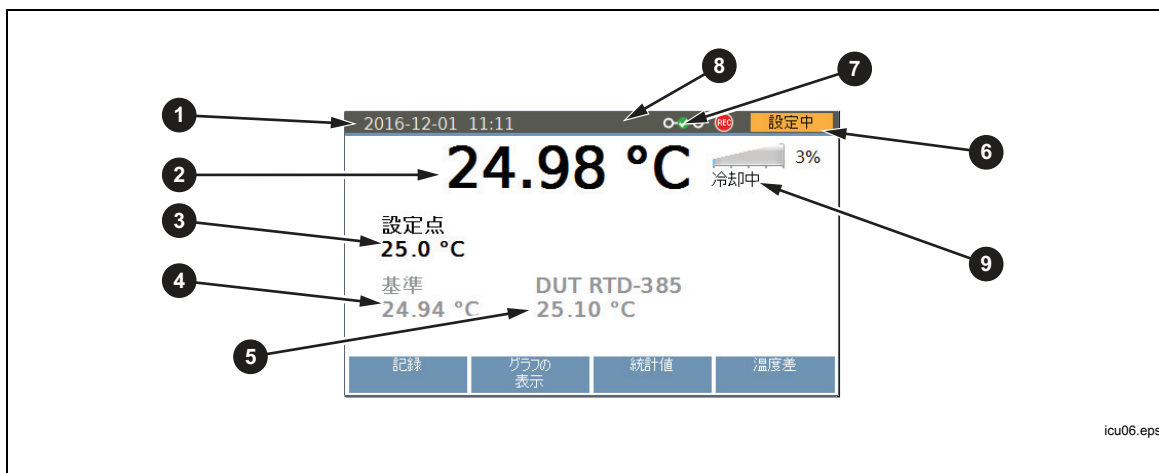 8
7
1
2016-12-01 11:11
REC
設定中
6
2
24.98 °C
3%
冷却中
3
設定点
25.0 °C
9
4
基準
DUT RTD-385
24.94 °C
25.10 °C
5
記録
グラフの
表示
統計値
温度差
icu06.eps